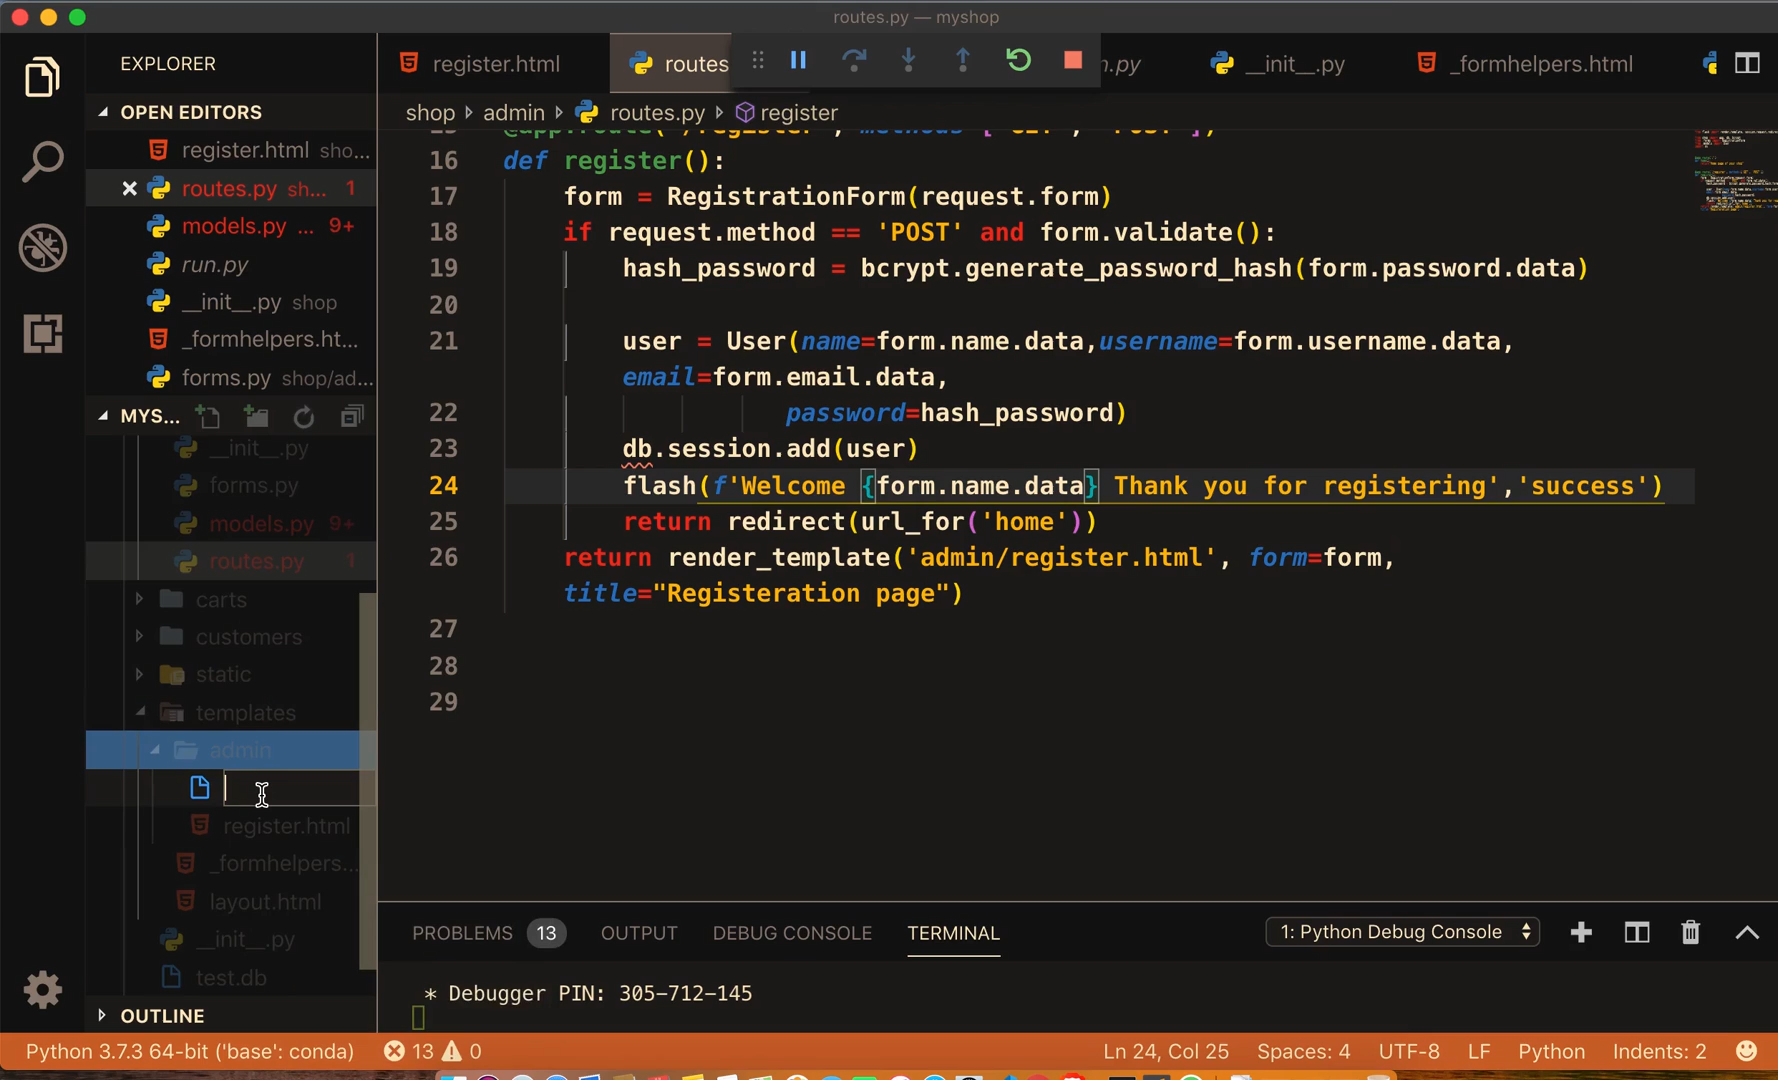 routes.py — myshop
EXPLORER
register.html
routes
n.py
__init__.py
_formhelpers.html
OPEN EDITORS
shop
admin
routes.py
register
register.html sho...
routes.py sh... 1
models.py ... 9+
run.py
__init__.py shop
_formhelpers.ht...
forms.py shop/ad...
MYS...
__init__.py
forms.py
models.py 9+
routes.py 1
carts
customers
static
templates
admin
register.html
_formhelpers...
layout.html
__init__.py
test.db
OUTLINE
16 def register():
17 form = RegistrationForm(request.form)
18 if request.method == 'POST' and form.validate():
19 hash_password = bcrypt.generate_password_hash(form.password.data)
20
21 user = User(name=form.name.data,username=form.username.data,
email=form.email.data,
22 password=hash_password)
23 db.session.add(user)
24 flash(f'Welcome {form.name.data} Thank you for registering','success')
25 return redirect(url_for('home'))
26 return render_template('admin/register.html', form=form,
title="Registeration page")
27
28
29
PROBLEMS 13 OUTPUT DEBUG CONSOLE TERMINAL
1: Python Debug Console
* Debugger PIN: 305-712-145
Python 3.7.3 64-bit ('base': conda)
13 0
Ln 24, Col 25 Spaces: 4 UTF-8 LF Python Indents: 2